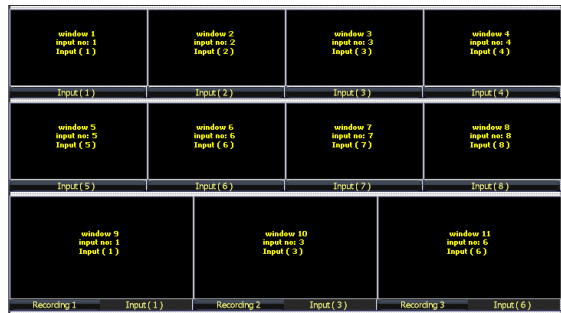 window 1
input no: 1
Input ( 1 )
window 2
input no: 2
Input ( 2 )
window 3
input no: 3
Input ( 3 )
window 4
input no: 4
Input ( 4 )
Input ( 1 )
Input ( 2 )
Input ( 3 )
Input ( 4 )
window 5
input no: 5
Input ( 5 )
window 6
input no: 6
Input ( 6 )
window 7
input no: 7
Input ( 7 )
window 8
input no: 8
Input ( 8 )
Input ( 5 )
Input ( 6 )
Input ( 7 )
Input ( 8 )
window 9
input no: 1
Input ( 1 )
window 10
input no: 3
Input ( 3 )
window 11
input no: 6
Input ( 6 )
Recording 1
Input ( 1 )
Recording 2
Input ( 3 )
Recording 3
Input ( 6 )